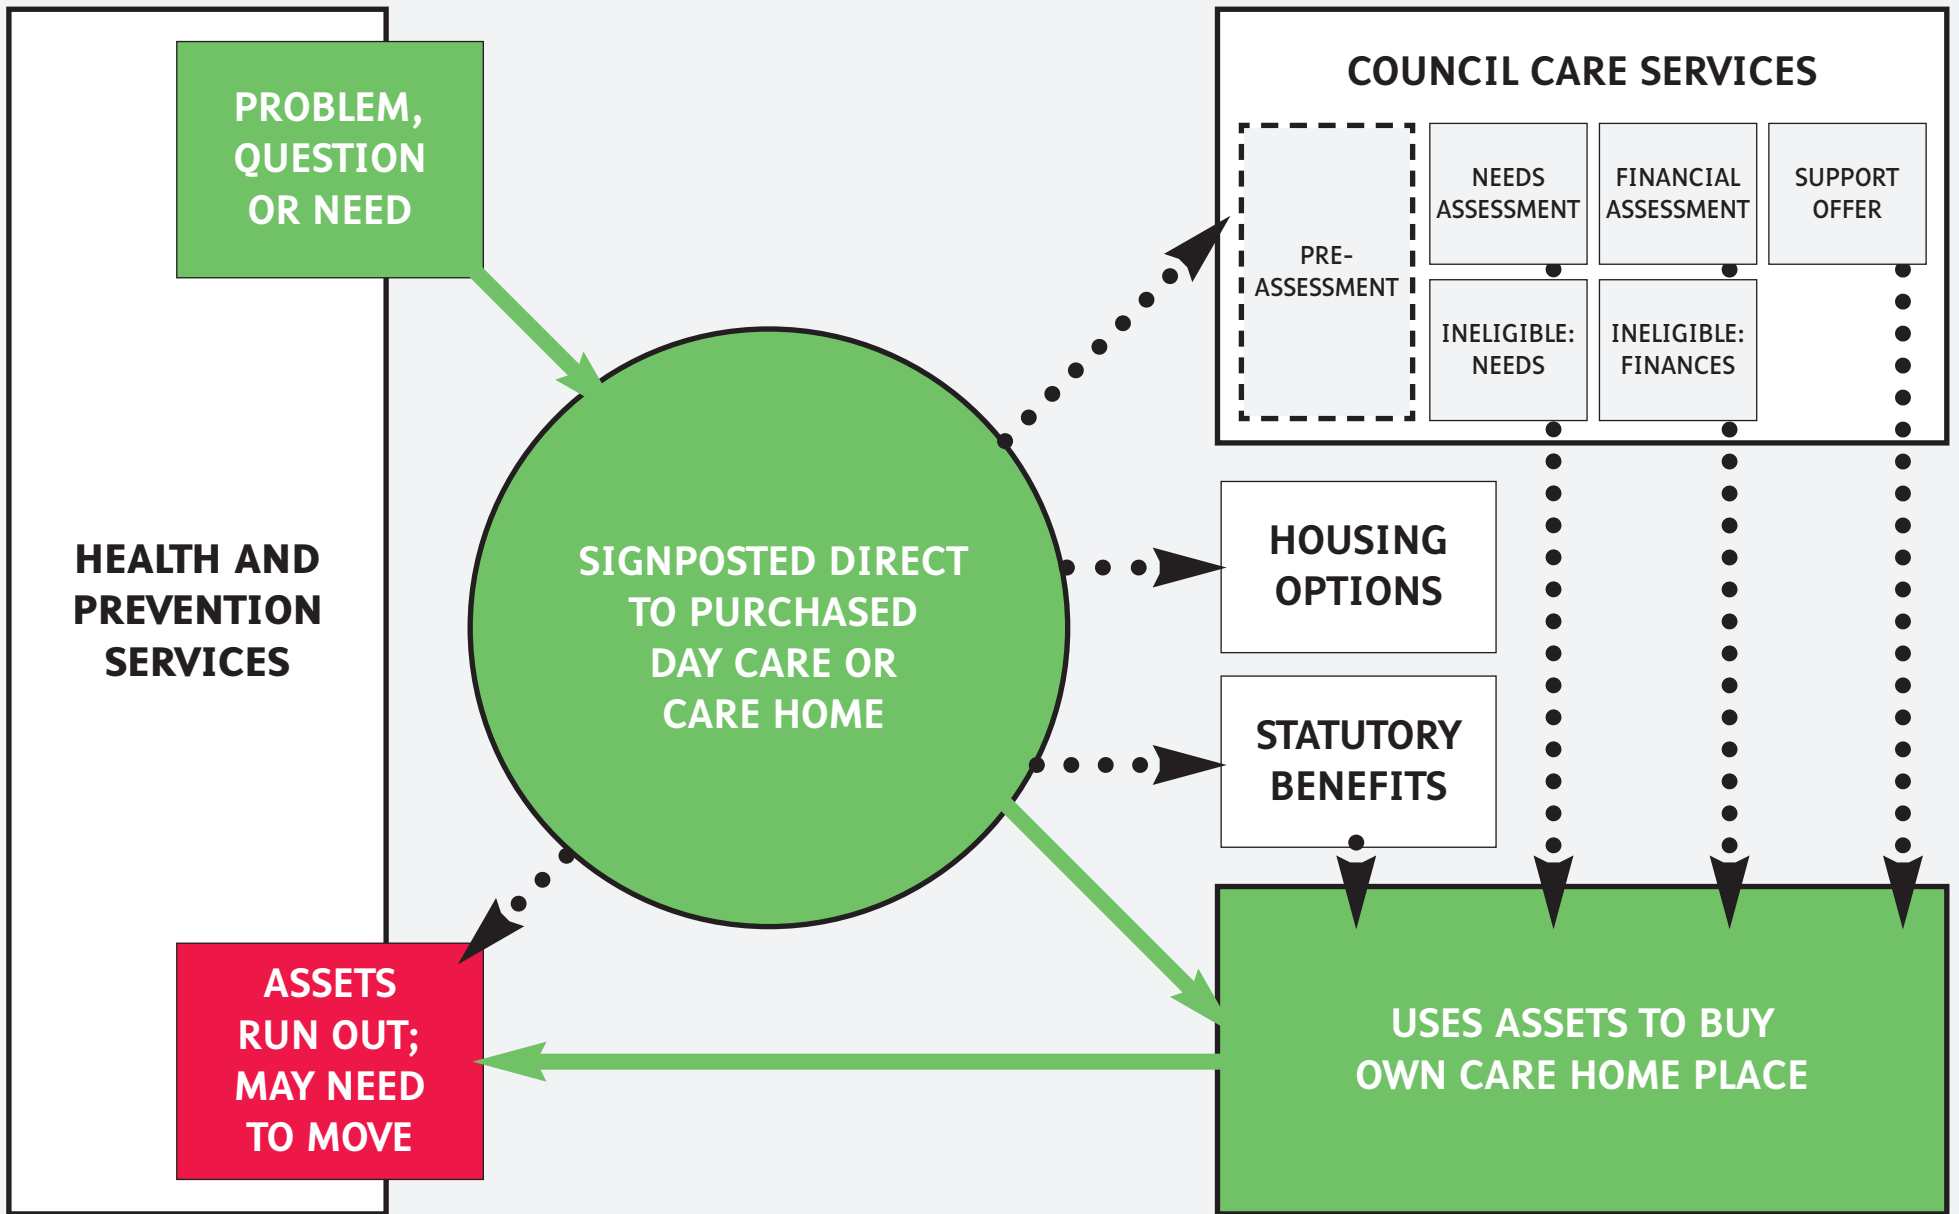 PROBLEM,
QUESTION
OR NEED
HEALTH AND
PREVENTION
SERVICES
ASSETS
RUN OUT;
MAY NEED
TO MOVE
SIGNPOSTED DIRECT
TO PURCHASED
DAY CARE OR
CARE HOME
COUNCIL CARE SERVICES
PRE-
ASSESSMENT
NEEDS
ASSESSMENT
FINANCIAL
ASSESSMENT
SUPPORT
OFFER
INELIGIBLE:
NEEDS
INELIGIBLE:
FINANCES
HOUSING
OPTIONS
STATUTORY
BENEFITS
USES ASSETS TO BUY
OWN CARE HOME PLACE